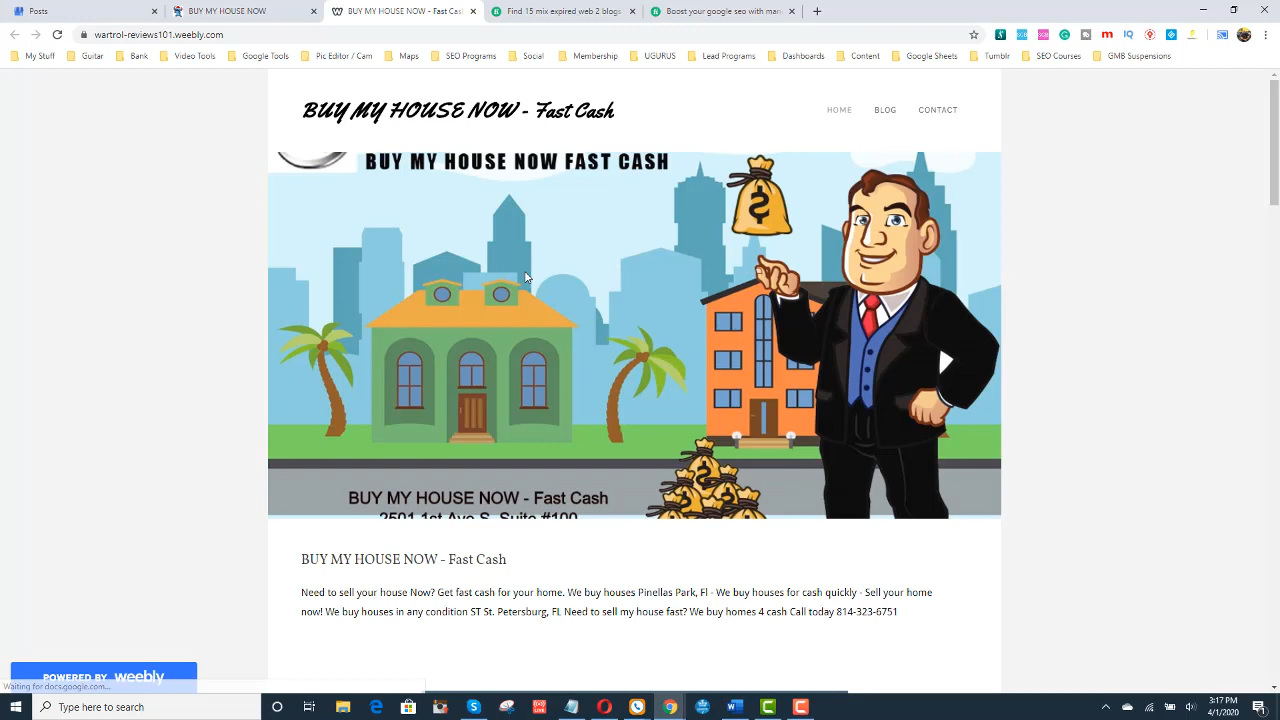 Posts
BUY MY HOUSE NOW
BUY MY HOUSE NOW - Fast Cash
Find 15 mix expired web 2 blogs
Boost your google seo with man
wartrol-reviews101.weebly.com
My Stuff
Guitar
Bank
Video Tools
Google Tools
Pic Editor / Cam
Maps
SEO Programs
Social
Membership
UGURUS
Lead Programs
Dashboards
Content
Google Sheets
Tumblr
SEO Courses
GMB Suspensions
BUY MY HOUSE NOW - Fast Cash
HOME
BLOG
CONTACT
BUY MY HOUSE NOW FAST CASH
BUY MY HOUSE NOW - Fast Cash
2501 1st Ave S. Suite #100
BUY MY HOUSE NOW - Fast Cash
Need to sell your house Now? Get fast cash for your home. We buy houses Pinellas Park, Fl - We buy houses for cash quickly - Sell your home
now! We buy houses in any condition ST St. Petersburg, FL Need to sell my house fast? We buy homes 4 cash Call today 814-323-6751
POWERED BY weebly
Waiting for docs.google.com...
Type here to search
3:17 PM
4/1/2020